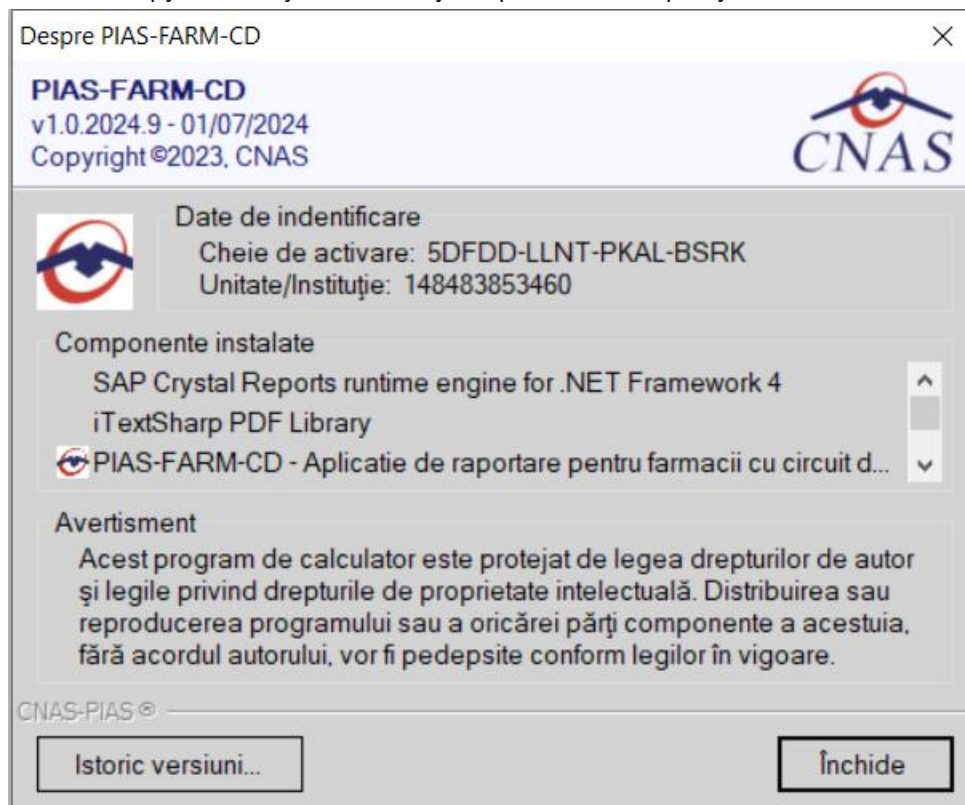 Despre PIAS-FARM-CD
PIAS-FARM-CD
v1.0.2024.9 - 01/07/2024
Copyright ©2023, CNAS
CNAS
Date de indentificare
Cheie de activare: 5DFDD-LLNT-PKAL-BSRK
Unitate/Instituţie: 148483853460
Componente instalate
SAP Crystal Reports runtime engine for .NET Framework 4
iTextSharp PDF Library
PIAS-FARM-CD - Aplicatie de raportare pentru farmacii cu circuit d...
Avertisment
Acest program de calculator este protejat de legea drepturilor de autor
şi legile privind drepturile de proprietate intelectuală. Distribuirea sau
reproducerea programului sau a oricărei părţi componente a acestuia,
fără acordul autorului, vor fi pedepsite conform legilor în vigoare.
CNAS-PIAS ®
Istoric versiuni...
Închide